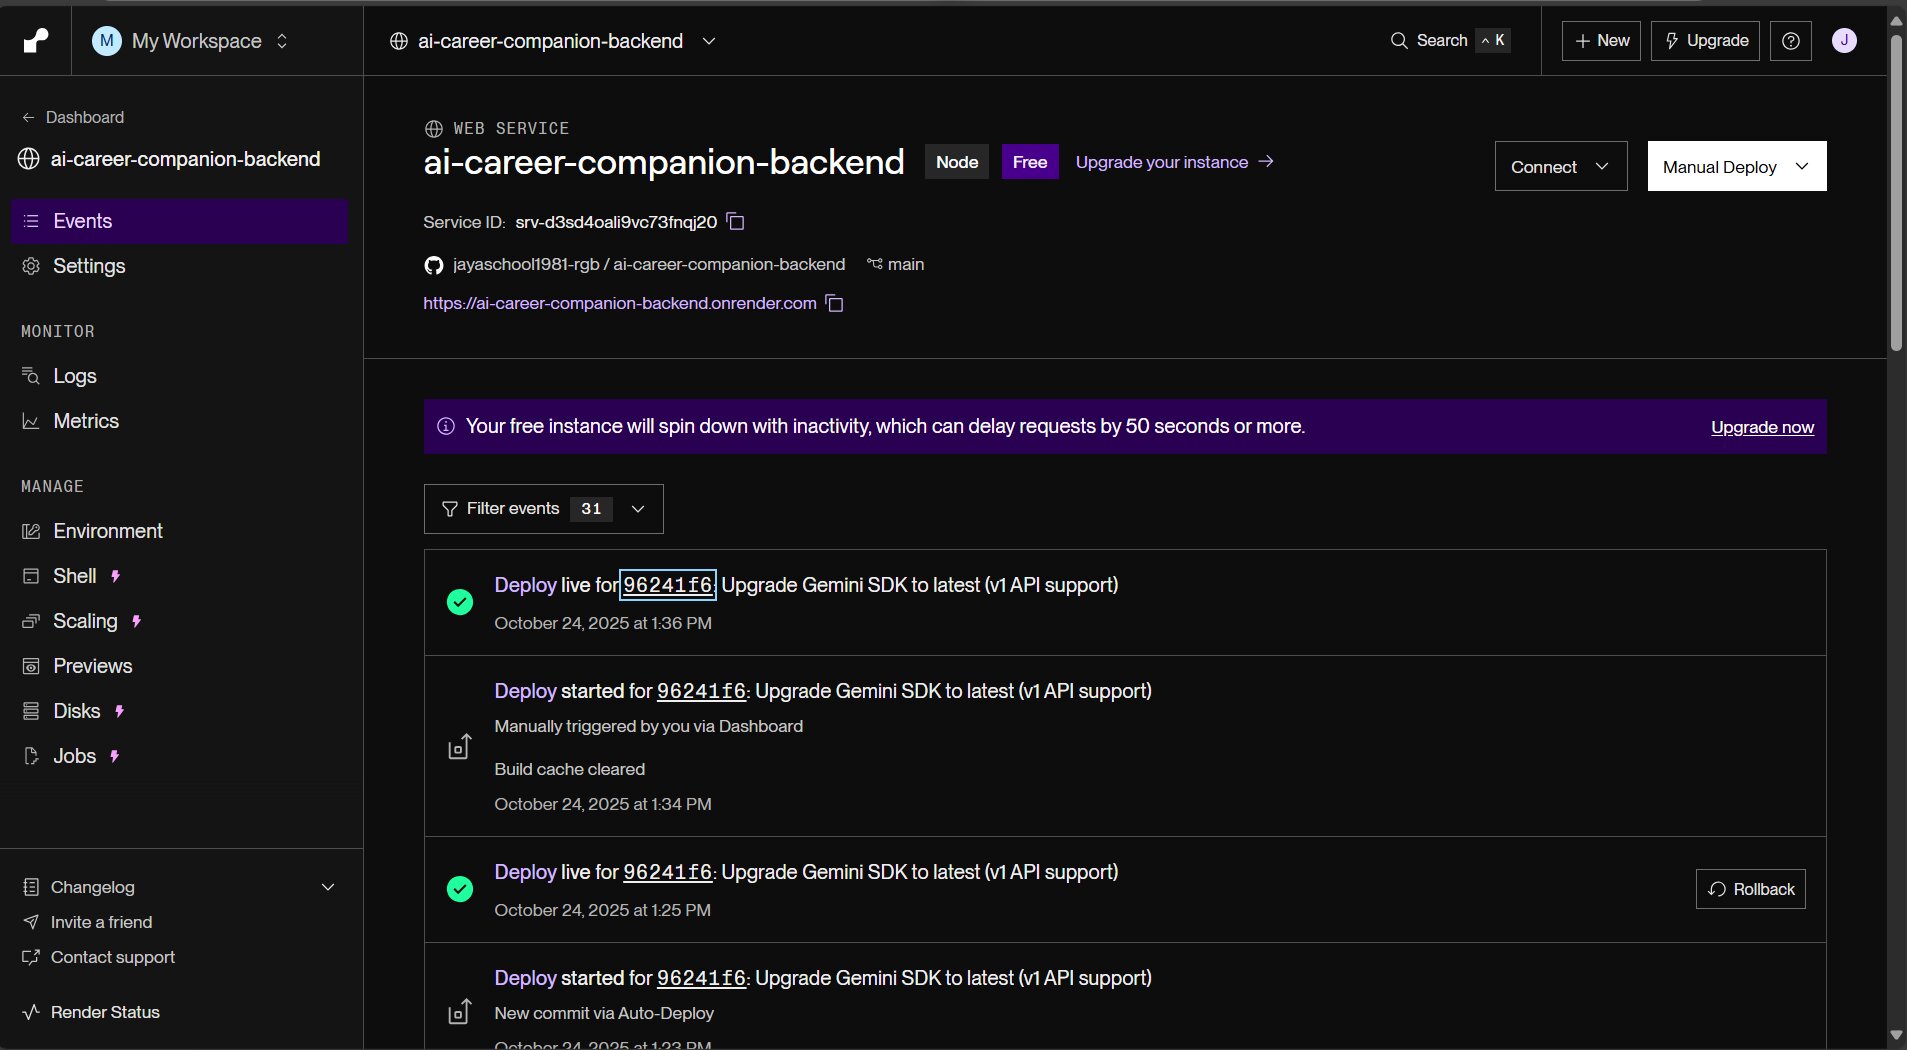 M My Workspace
ai-career-companion-backend
Search ^ K
+ New
Upgrade
J
← Dashboard
ai-career-companion-backend
Events
Settings
MONITOR
Logs
Metrics
MANAGE
Environment
Shell
Scaling
Previews
Disks
Jobs
Changelog
Invite a friend
Contact support
Render Status
WEB SERVICE
ai-career-companion-backend Node Free Upgrade your instance →
Connect
Manual Deploy
Service ID: srv-d3sd4oali9vc73fnqj20
jayaschool1981-rgb / ai-career-companion-backend main
https://ai-career-companion-backend.onrender.com
Your free instance will spin down with inactivity, which can delay requests by 50 seconds or more.
Upgrade now
Filter events 31
Deploy live for 96241f6: Upgrade Gemini SDK to latest (v1 API support)
October 24, 2025 at 1:36 PM
Deploy started for 96241f6: Upgrade Gemini SDK to latest (v1 API support)
Manually triggered by you via Dashboard
Build cache cleared
October 24, 2025 at 1:34 PM
Deploy live for 96241f6: Upgrade Gemini SDK to latest (v1 API support)
October 24, 2025 at 1:25 PM
Rollback
Deploy started for 96241f6: Upgrade Gemini SDK to latest (v1 API support)
New commit via Auto-Deploy
October 24, 2025 at 1:23 PM